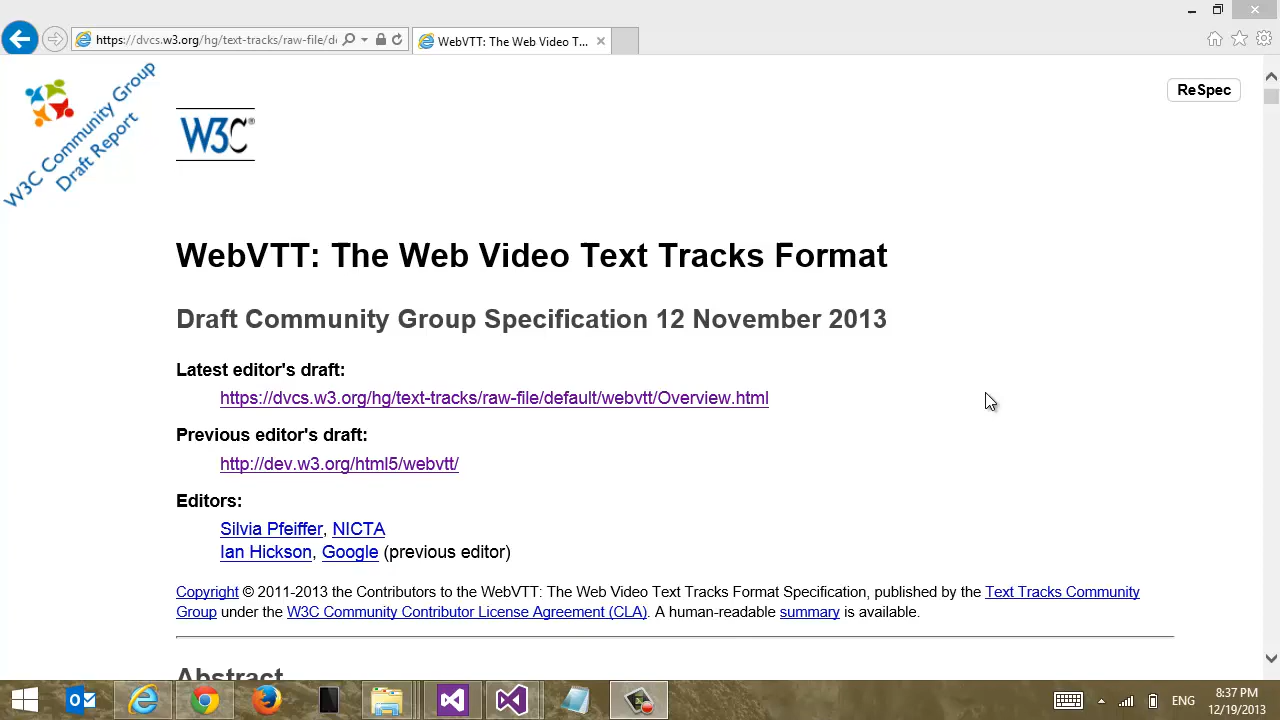 https://dvcs.w3.org/hg/text-tracks/raw-file/d
WebVTT: The Web Video T...
W3C Community Group
Draft Report
W3C®
ReSpec
WebVTT: The Web Video Text Tracks Format
Draft Community Group Specification 12 November 2013
Latest editor's draft:
https://dvcs.w3.org/hg/text-tracks/raw-file/default/webvtt/Overview.html
Previous editor's draft:
http://dev.w3.org/html5/webvtt/
Editors:
Silvia Pfeiffer, NICTA
Ian Hickson, Google (previous editor)
Copyright © 2011-2013 the Contributors to the WebVTT: The Web Video Text Tracks Format Specification, published by the Text Tracks Community
Group under the W3C Community Contributor License Agreement (CLA). A human-readable summary is available.
Abstract
ENG
8:37 PM
12/19/2013